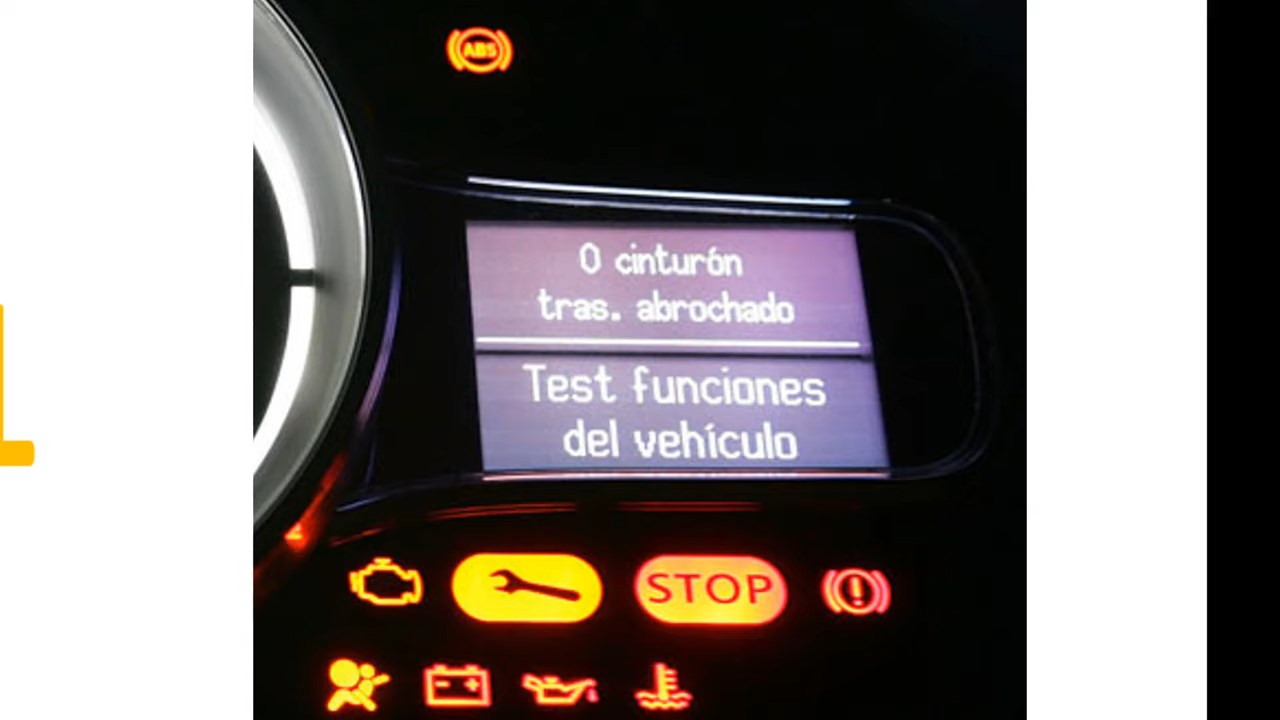 ABS
0 cinturón
tras. abrochado
Test funciones
del vehículo
STOP